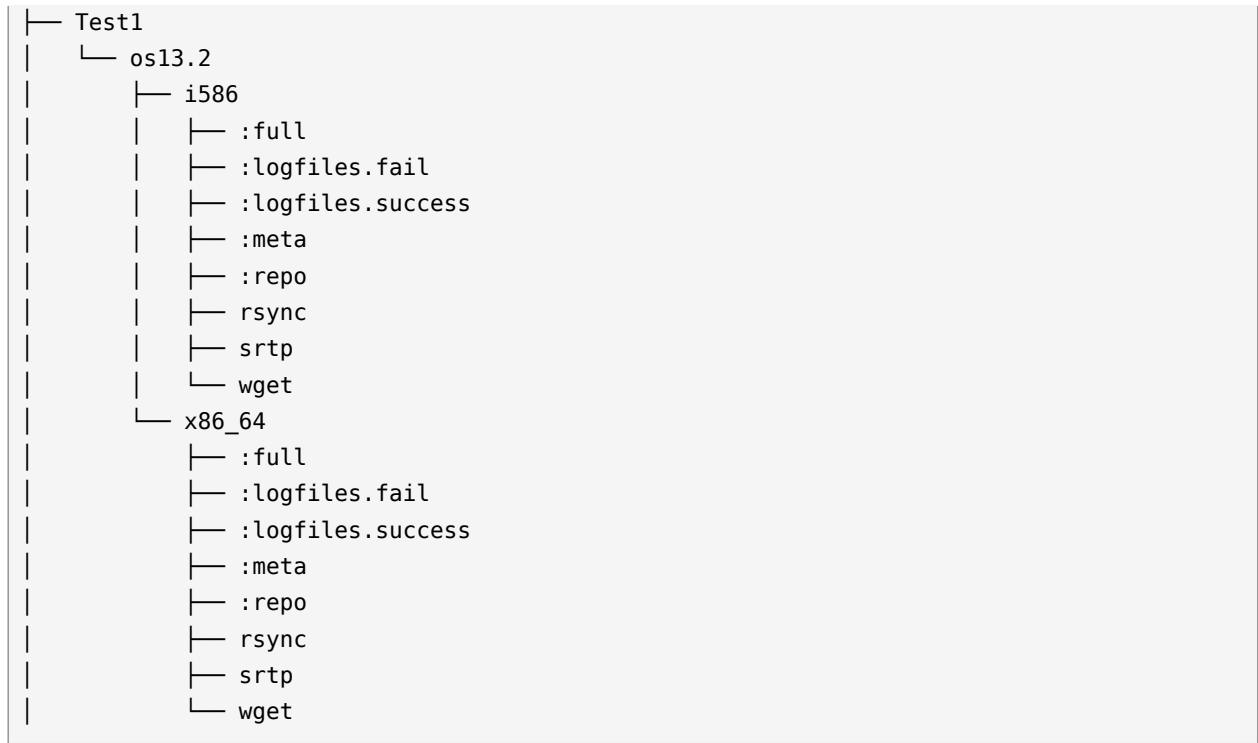 ├── Test1
│   └── os13.2
│       ├── i586
│       │   ├── :full
│       │   ├── :logfiles.fail
│       │   ├── :logfiles.success
│       │   ├── :meta
│       │   ├── :repo
│       │   ├── rsync
│       │   ├── srtp
│       │   └── wget
│       └── x86_64
│           ├── :full
│           ├── :logfiles.fail
│           ├── :logfiles.success
│           ├── :meta
│           ├── :repo
│           ├── rsync
│           ├── srtp
│           └── wget